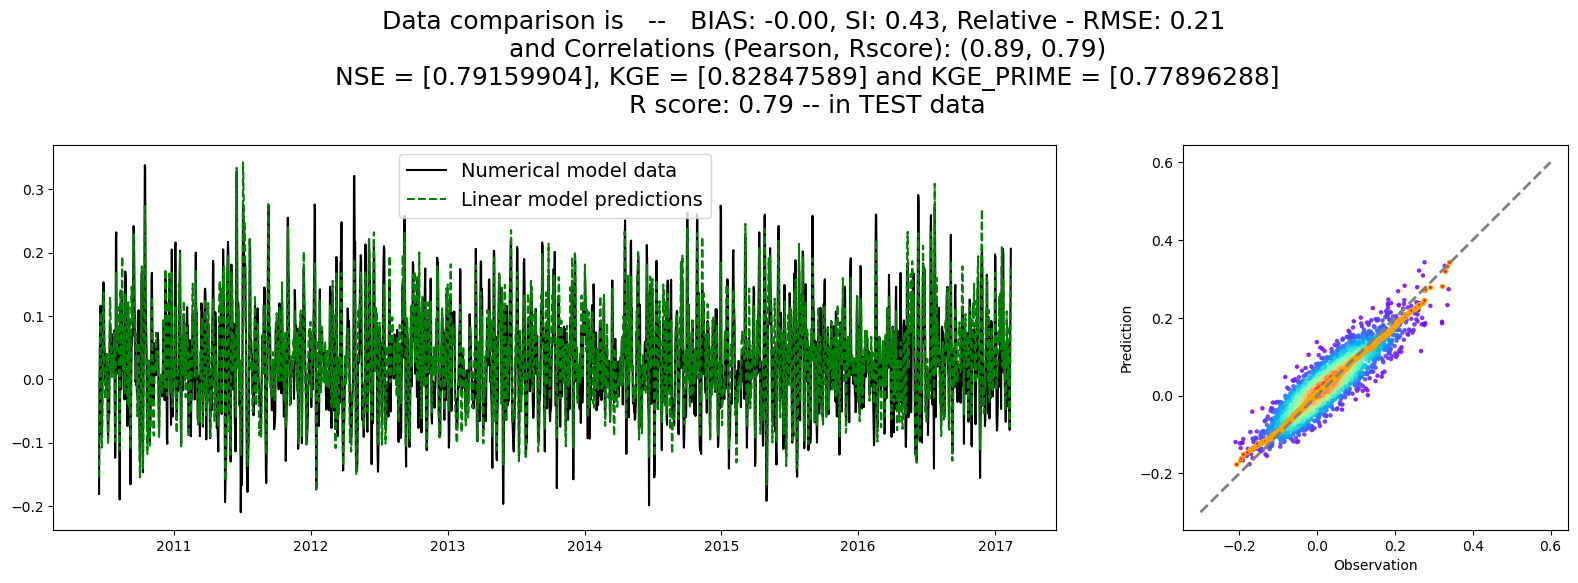 Data comparison is   --   BIAS: -0.00, SI: 0.43, Relative - RMSE: 0.21
and Correlations (Pearson, Rscore): (0.89, 0.79)
NSE = [0.79159904], KGE = [0.82847589] and KGE_PRIME = [0.77896288]
R score: 0.79 -- in TEST data
Numerical model data
Linear model predictions
0.3
0.2
0.1
0.0
−0.1
−0.2
2011
2012
2013
2014
2015
2016
2017
Prediction
0.6
0.4
0.2
0.0
−0.2
−0.2
0.0
0.2
0.4
0.6
Observation